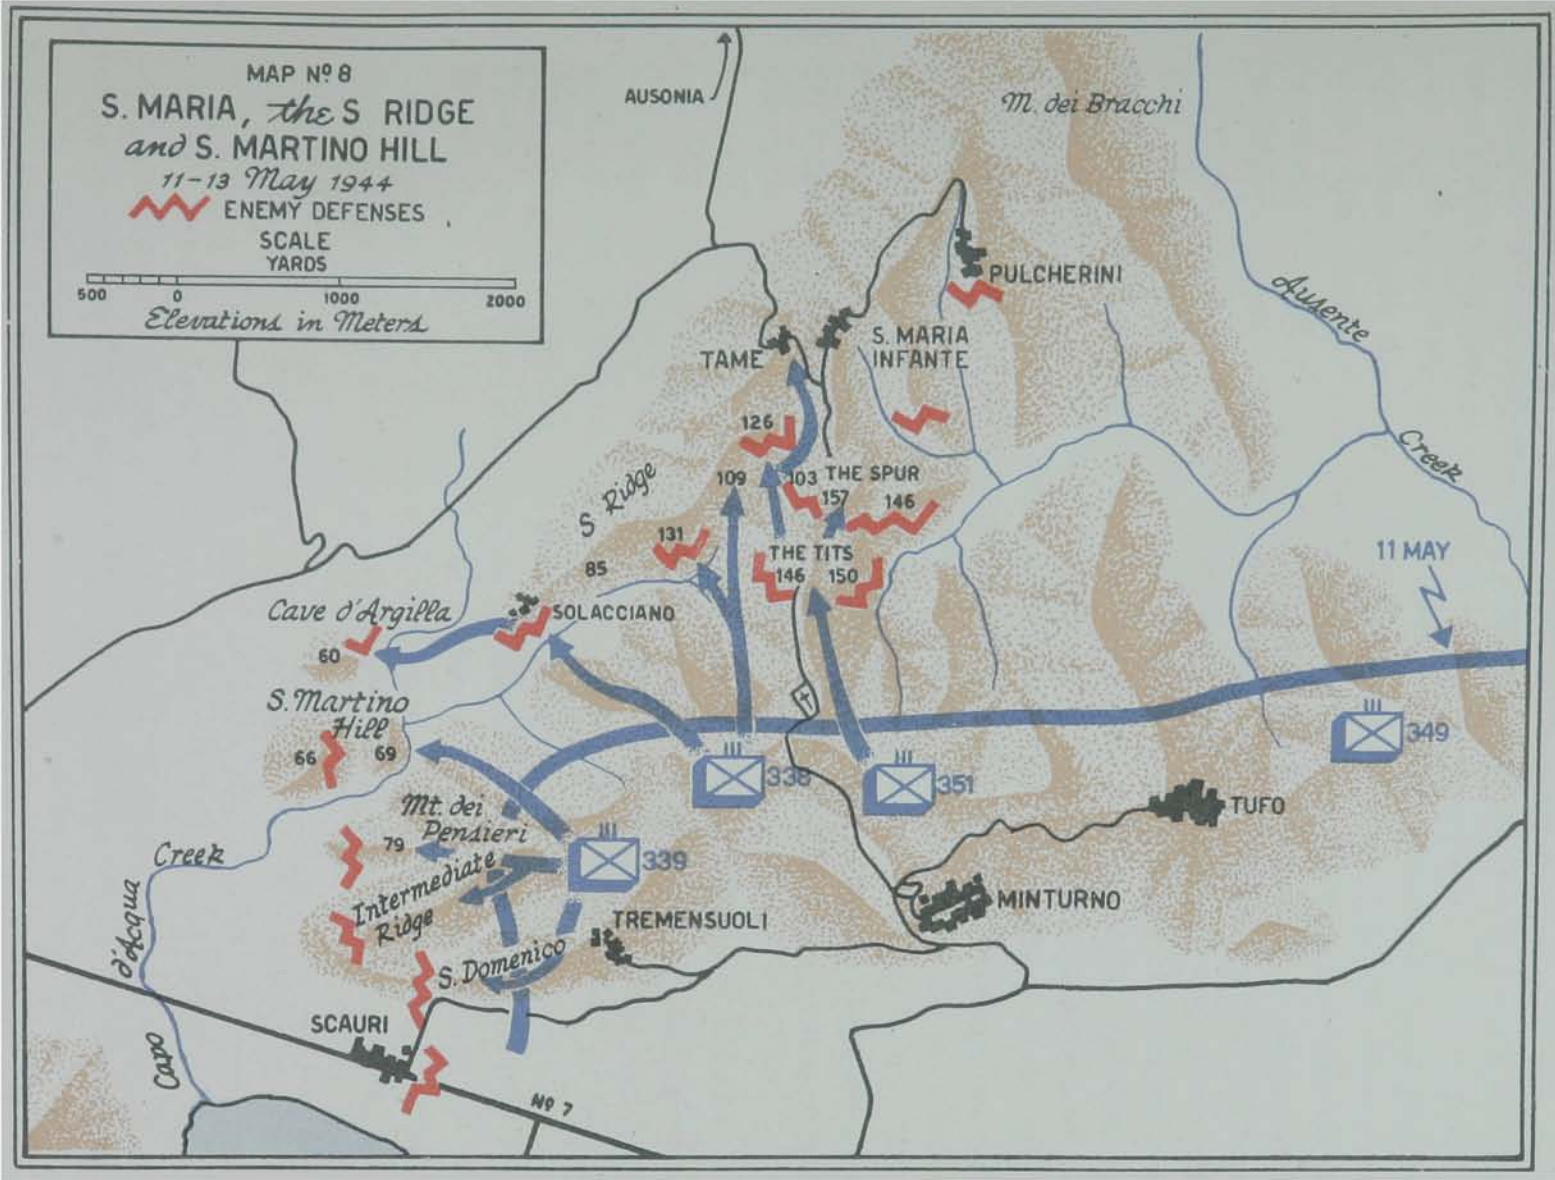 MAP Nº 8
S. MARIA, the S RIDGE
and S. MARTINO HILL
11-13 May 1944
ENEMY DEFENSES
SCALE
YARDS
500 0 1000 2000
Elevations in Meters
AUSONIA
M. dei Bracchi
PULCHERINI
Ausente
Creek
S. MARIA
INFANTE
TAME
126
109
103
THE SPUR
157
146
S Ridge
131
85
THE TITS
146
150
11 MAY
Cave d'Argilla
60
SOLACCIANO
S. Martino
Hill
66
69
349
338
351
TUFO
Mt. dei
Pensieri
79
339
Intermediate
Ridge
Creek
d'Acqua
Capo
TREMENSUOLI
MINTURNO
S. Domenico
SCAURI
Nº 7